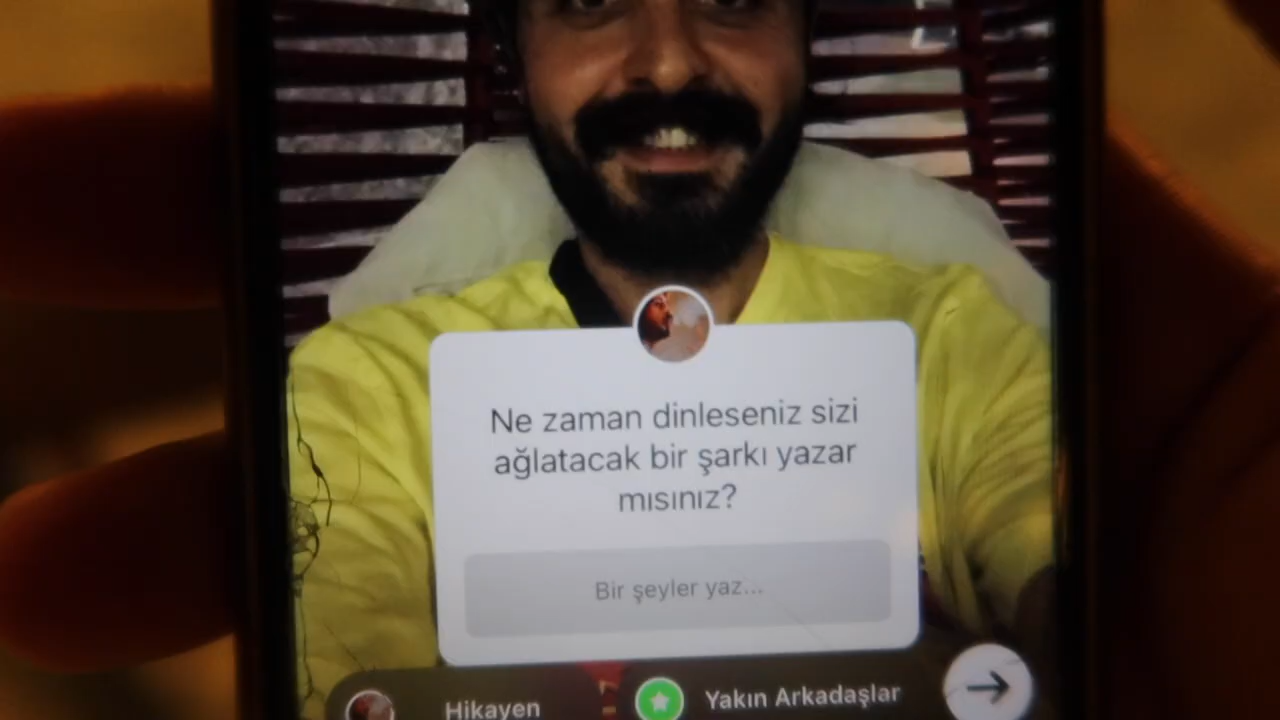 Ne zaman dinleseniz sizi
ağlatacak bir şarkı yazar
mısınız?
Bir şeyler yaz...
Hikayen
Yakın Arkadaşlar